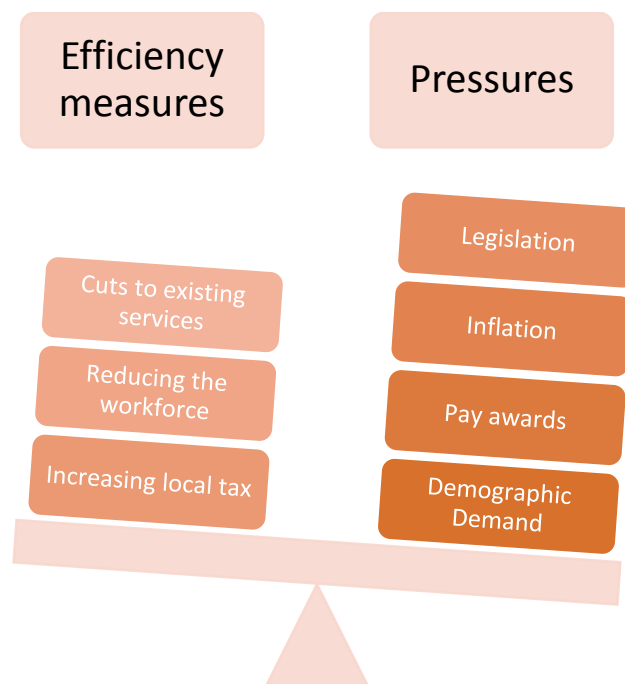 Efficiency
measures
Pressures
Cuts to existing
services
Reducing the
workforce
Increasing local tax
Legislation
Inflation
Pay awards
Demographic
Demand